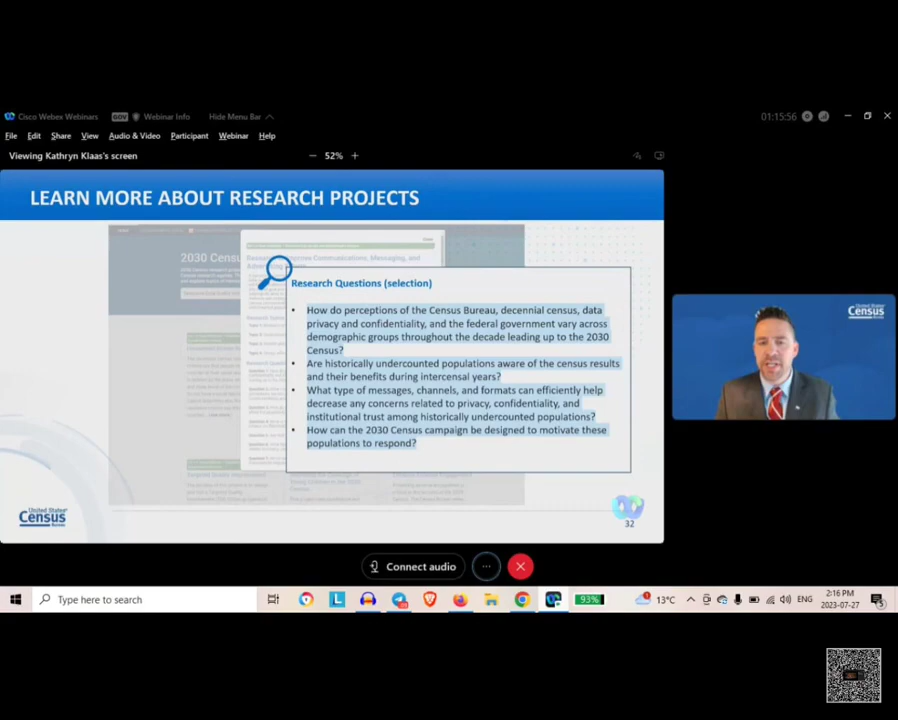 Cisco Webex Webinars GOV Webinar Info Hide Menu Bar 01:15:56
File Edit Share View Audio & Video Participant Webinar Help
Viewing Kathryn Klaas's screen 52%
LEARN MORE ABOUT RESEARCH PROJECTS
2030 Censu
Research Questions (selection)
• How do perceptions of the Census Bureau, decennial census, data
privacy and confidentiality, and the federal government vary across
demographic groups throughout the decade leading up to the 2030
Census?
• Are historically undercounted populations aware of the census results
and their benefits during intercensal years?
• What type of messages, channels, and formats can efficiently help
decrease any concerns related to privacy, confidentiality, and
institutional trust among historically undercounted populations?
• How can the 2030 Census campaign be designed to motivate these
populations to respond?
United States®
Census
Bureau
32
United States®
Census
Bureau
Connect audio
Type here to search
L
93%
13°C
ENG
2:16 PM
2023-07-27
5